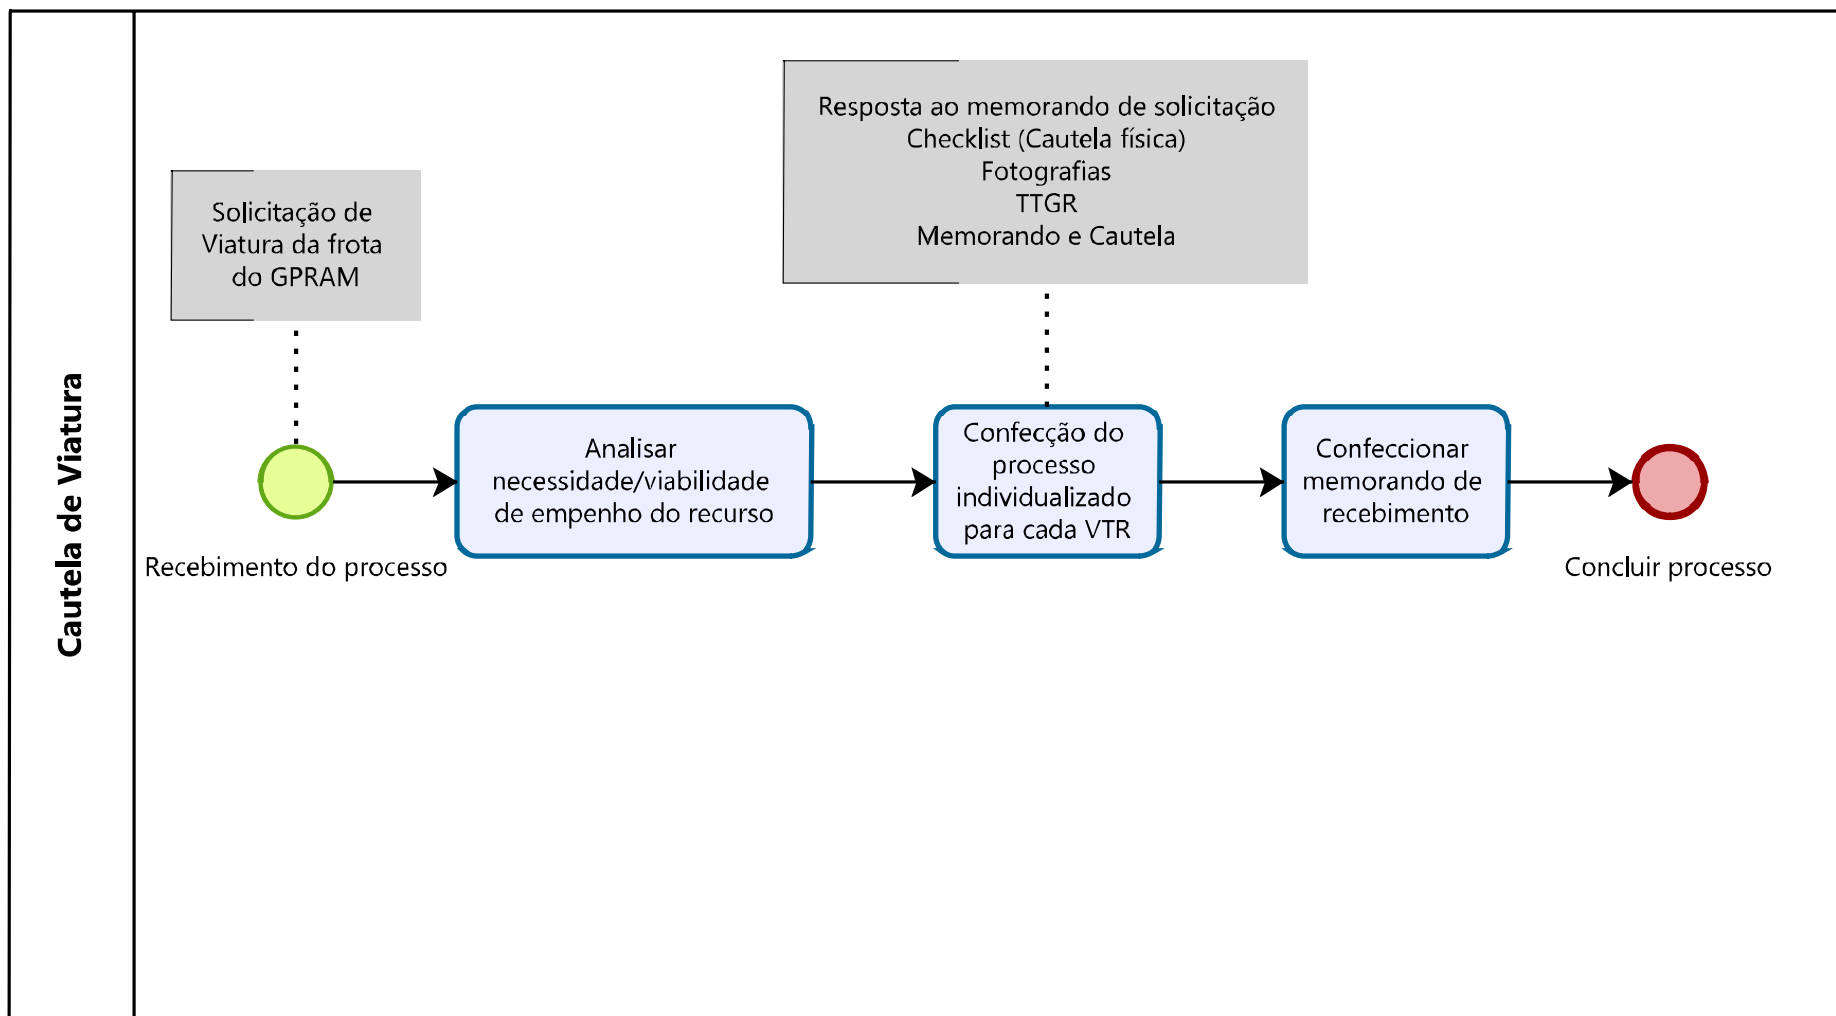 Cautela de Viatura
Solicitação de
Viatura da frota
do GPRAM
Resposta ao memorando de solicitação
Checklist (Cautela física)
Fotografias
TTGR
Memorando e Cautela
Recebimento do processo
Analisar
necessidade/viabilidade
de empenho do recurso
Confecção do
processo
individualizado
para cada VTR
Confeccionar
memorando de
recebimento
Concluir processo